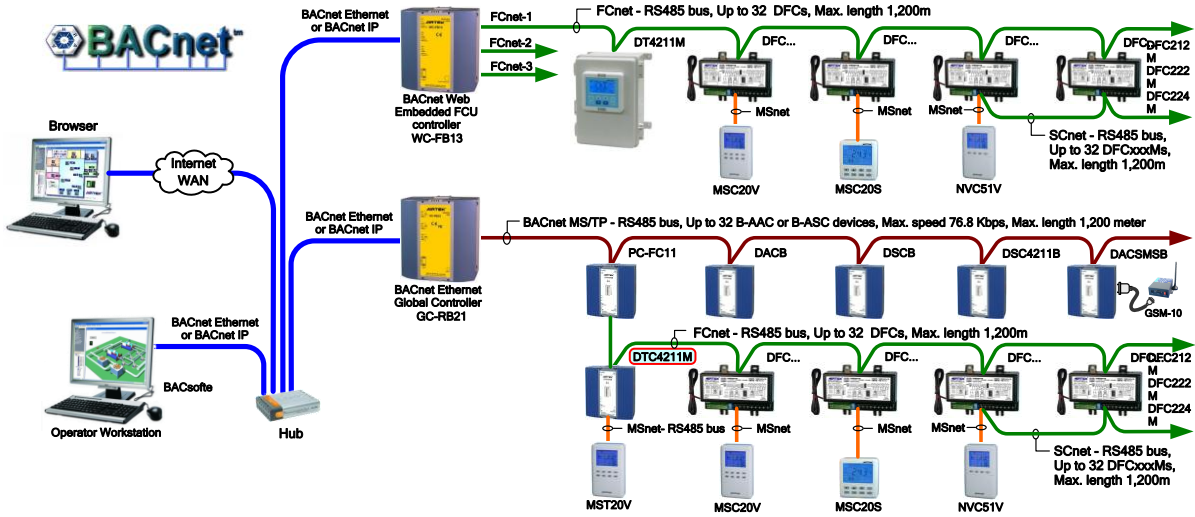 BACnet tm
BACnet Ethernet
or BACnet IP
FCnet-1
FCnet-2
FCnet-3
BACnet Web
Embedded FCU
controller
WC-FB13
FCnet - RS485 bus, Up to 32 DFCs, Max. length 1,200m
DT4211M
DFC...
DFC...
DFC...
DFC...
DFC212
M
DFC222
M
DFC224
M
MSnet
MSnet
MSnet
MSC20V
MSC20S
NVC51V
SCnet - RS485 bus,
Up to 32 DFCxxxMs,
Max. length 1,200m
Browser
Internet
WAN
BACnet Ethernet
or BACnet IP
BACnet Ethernet
Global Controller
GC-RB21
BACnet MS/TP - RS485 bus, Up to 32 B-AAC or B-ASC devices, Max. speed 76.8 Kbps, Max. length 1,200 meter
PC-FC11
DACB
DSCB
DSC4211B
DACSMSB
GSM-10
BACnet Ethernet
or BACnet IP
BACsofte
Operator Workstation
Hub
FCnet - RS485 bus, Up to 32 DFCs, Max. length 1,200m
DTC4211M
DFC...
DFC...
DFC...
DFC...
DFC212
M
DFC222
M
DFC224
M
MSnet- RS485 bus
MSnet
MSnet
MSnet
MST20V
MSC20V
MSC20S
NVC51V
SCnet - RS485 bus,
Up to 32 DFCxxxMs,
Max. length 1,200m